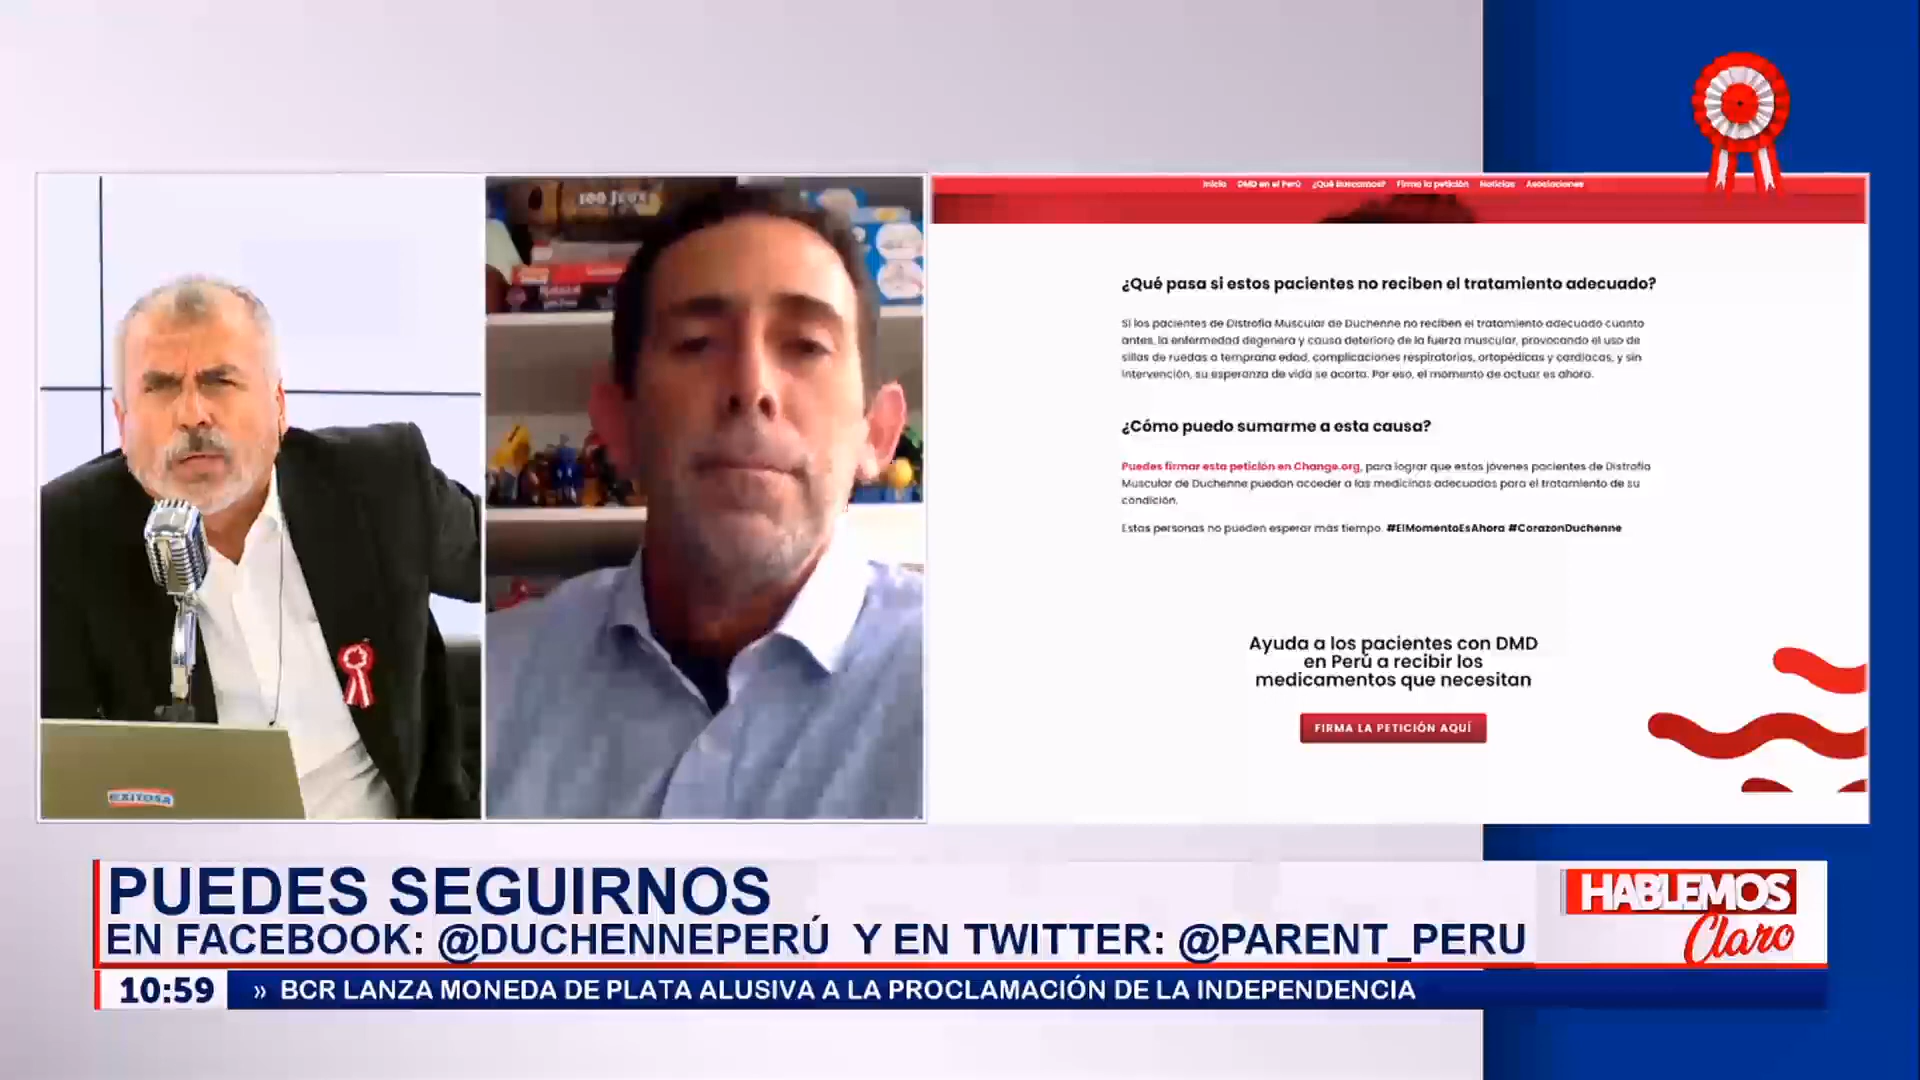 100 JEUX
EXITOSA
Inicio DMD en el Perú ¿Qué Buscamos? Firma la petición Noticias Asociaciones
¿Qué pasa si estos pacientes no reciben el tratamiento adecuado?
Si los pacientes de Distrofia Muscular de Duchenne no reciben el tratamiento adecuado cuanto
antes, la enfermedad degenera y causa deterioro de la fuerza muscular, provocando el uso de
sillas de ruedas a temprana edad, complicaciones respiratorias, ortopédicas y cardiacas, y sin
intervención, su esperanza de vida se acorta. Por eso, el momento de actuar es ahora.
¿Cómo puedo sumarme a esta causa?
Puedes firmar esta petición en Change.org, para lograr que estos jóvenes pacientes de Distrofia
Muscular de Duchenne puedan acceder a las medicinas adecuadas para el tratamiento de su
condición.
Estas personas no pueden esperar más tiempo. #ElMomentoEsAhora #CorazonDuchenne
Ayuda a los pacientes con DMD
en Perú a recibir los
medicamentos que necesitan
FIRMA LA PETICIÓN AQUÍ
PUEDES SEGUIRNOS
EN FACEBOOK: @DUCHENNEPERÚ Y EN TWITTER: @PARENT_PERU
HABLEMOS
Claro
10:59 » BCR LANZA MONEDA DE PLATA ALUSIVA A LA PROCLAMACIÓN DE LA INDEPENDENCIA